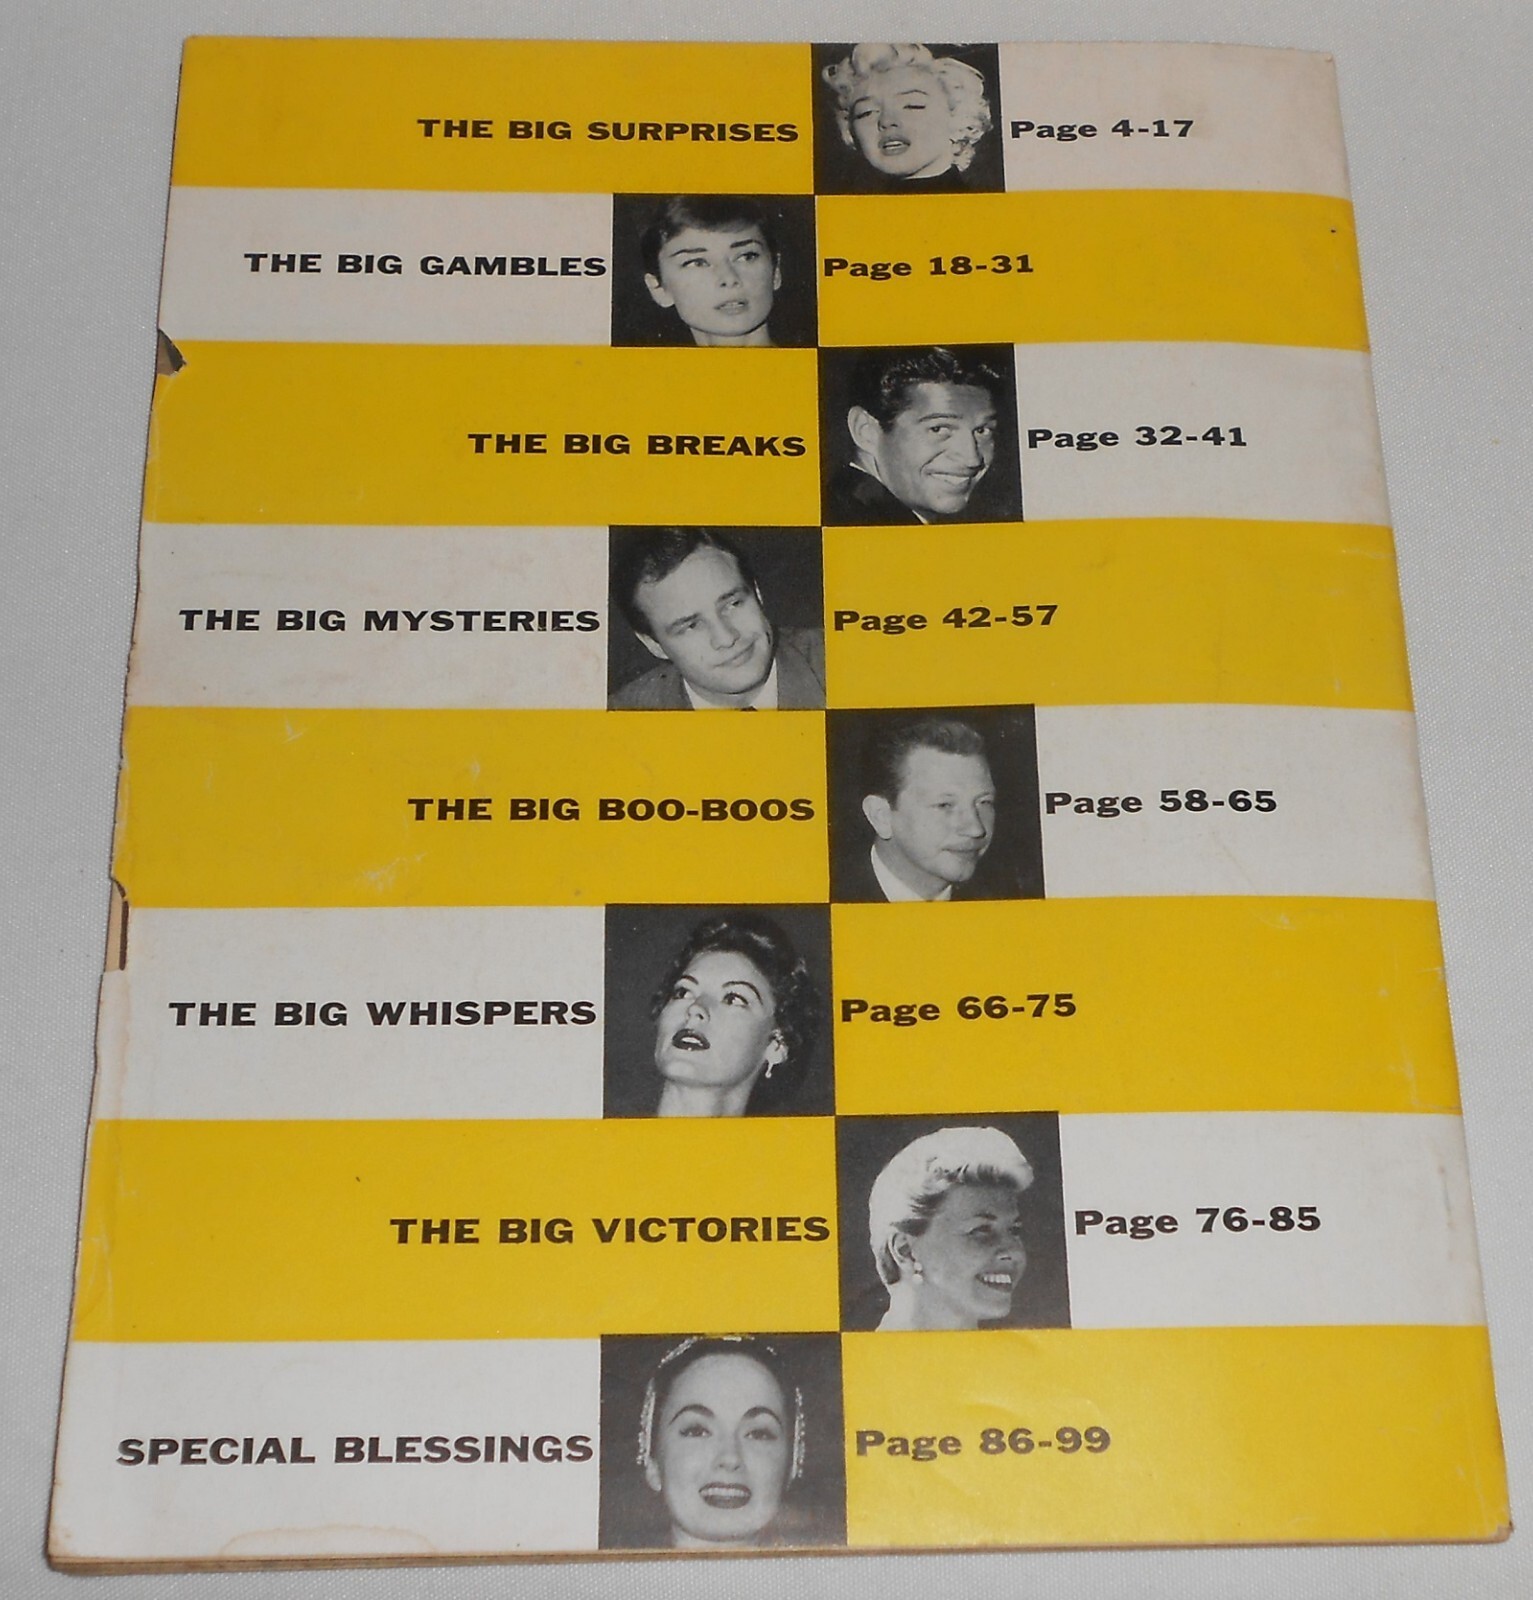 THE BIG SURPRISES Page 4-17
THE BIG GAMBLES Page 18-31
THE BIG BREAKS Page 32-41
THE BIG MYSTERIES Page 42-57
THE BIG BOO-BOOS Page 58-65
THE BIG WHISPERS Page 66-75
THE BIG VICTORIES Page 76-85
SPECIAL BLESSINGS Page 86-99